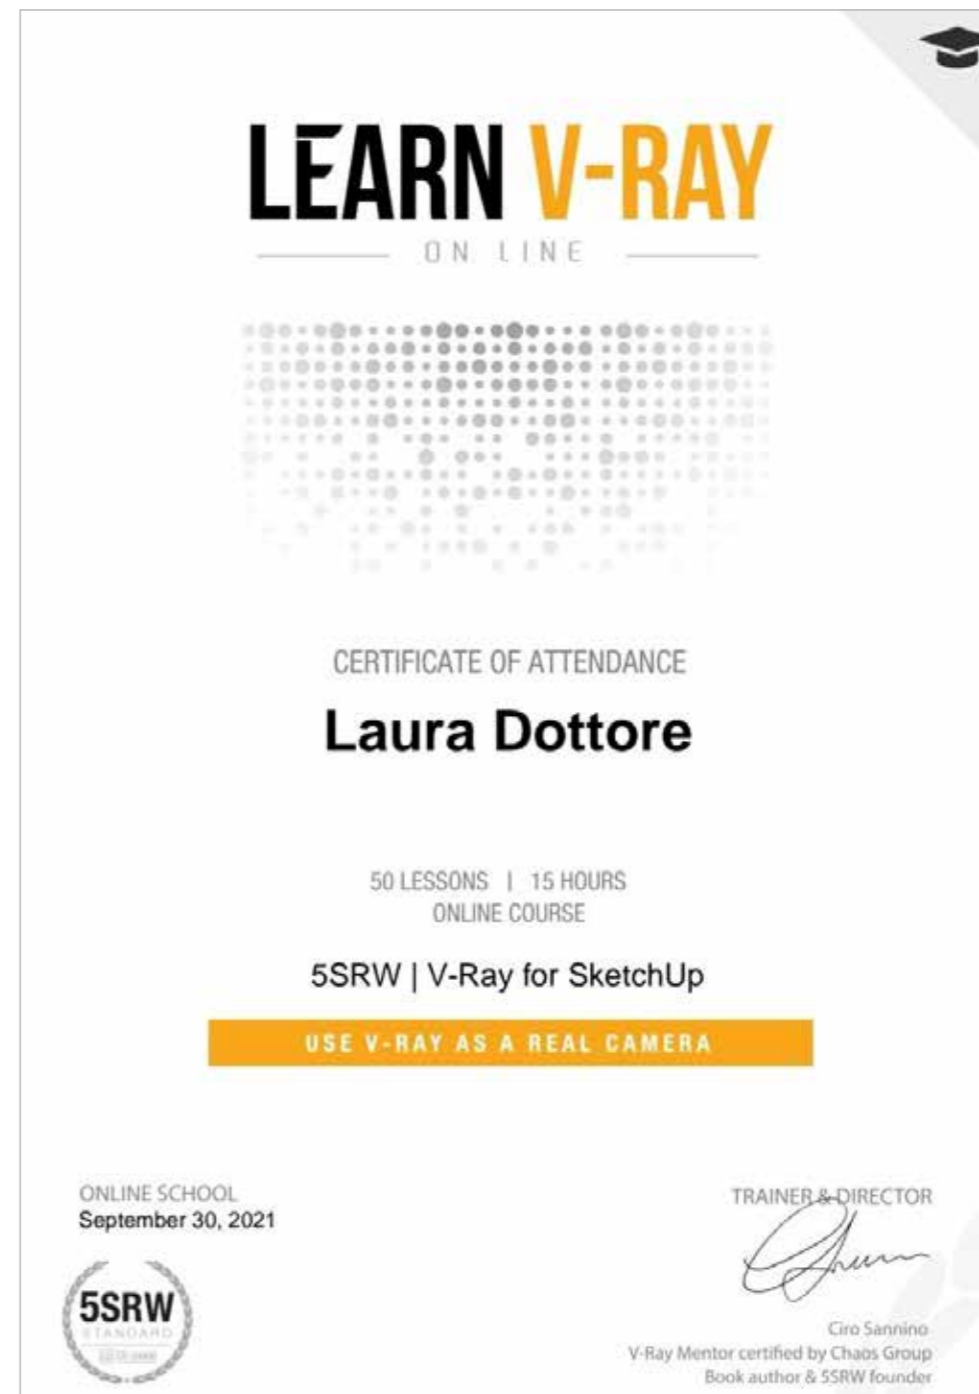 LEARN V-RAY
ON LINE
CERTIFICATE OF ATTENDANCE
Laura Dottore
50 LESSONS | 15 HOURS
ONLINE COURSE
5SRW | V-Ray for SketchUp
USE V-RAY AS A REAL CAMERA
ONLINE SCHOOL
September 30, 2021
5SRW
STANDARD
TRAINER & DIRECTOR
Ciro Sannino
V-Ray Mentor certified by Chaos Group
Book author & 5SRW founder